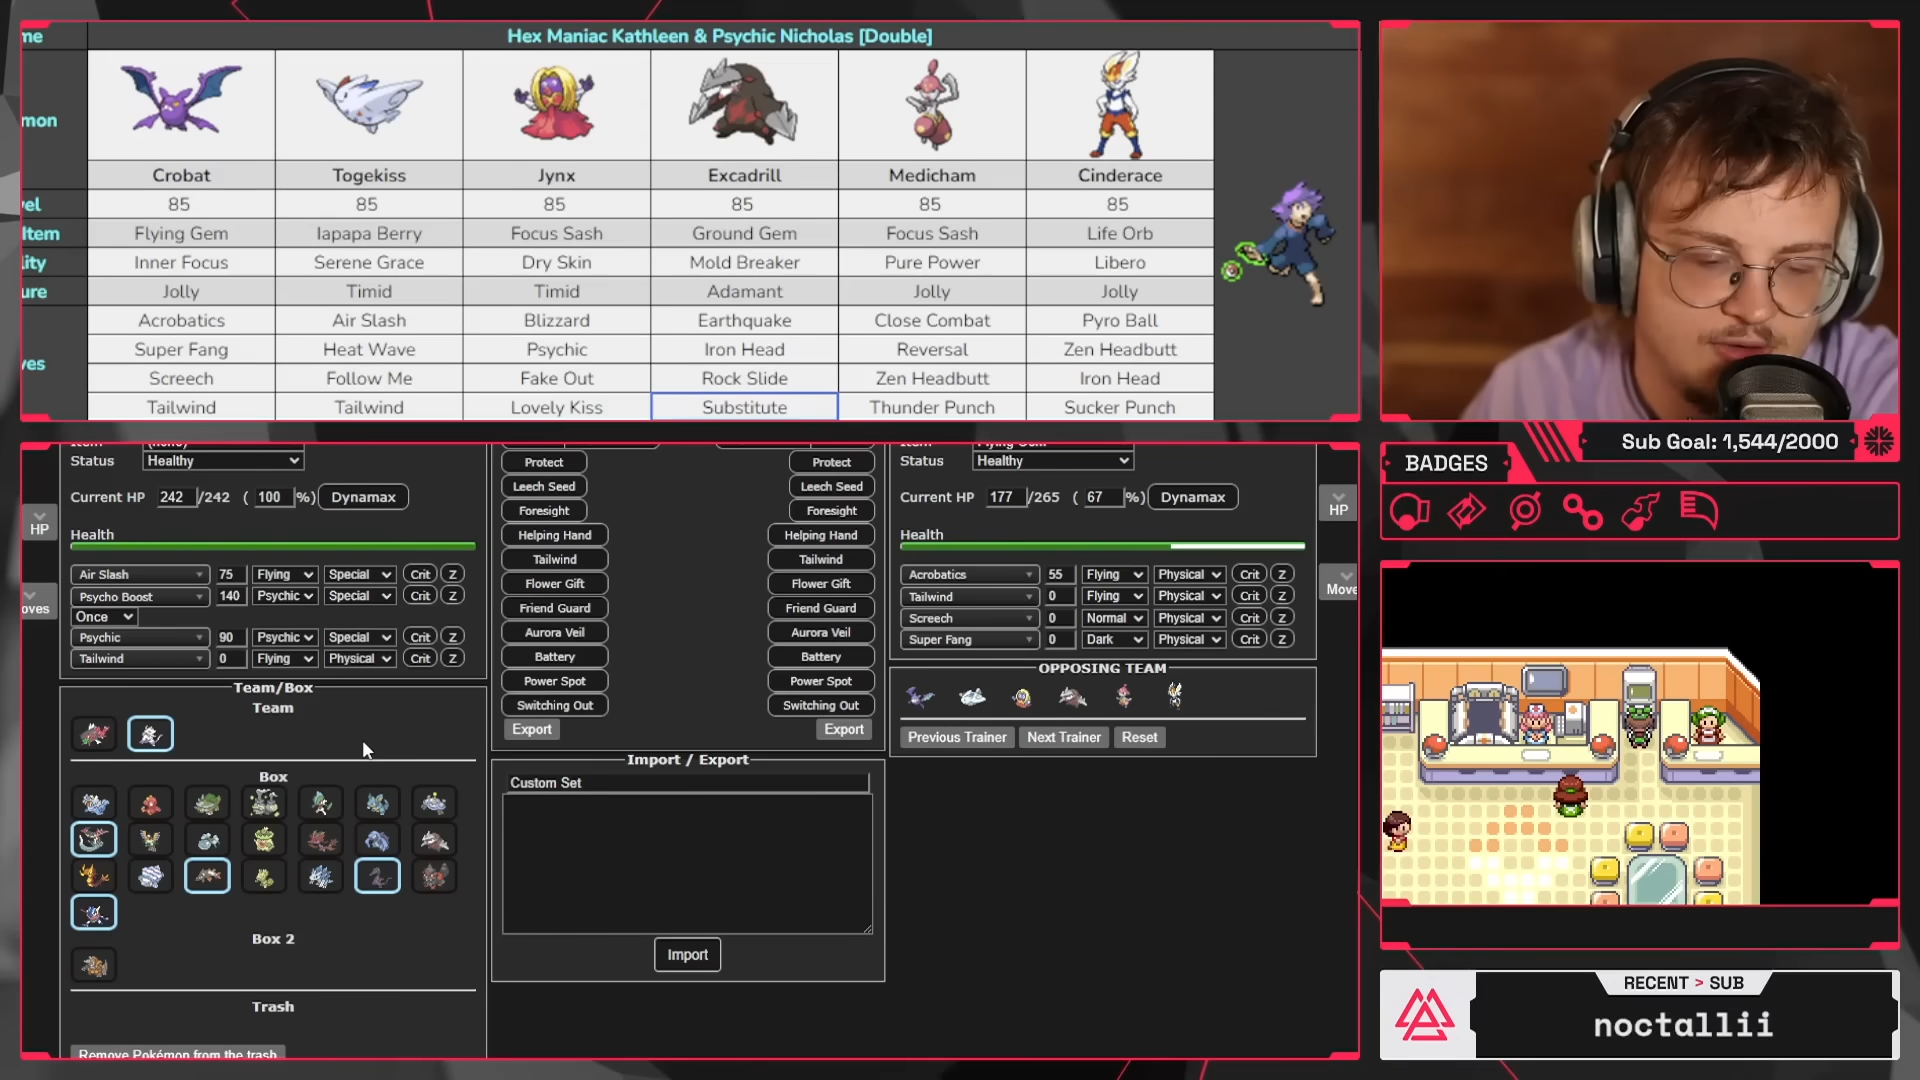 me
Hex Maniac Kathleen & Psychic Nicholas [Double]
mon
Crobat Togekiss Jynx Excadrill Medicham Cinderace
vel 85 85 85 85 85 85
Item Flying Gem Iapapa Berry Focus Sash Ground Gem Focus Sash Life Orb
ity Inner Focus Serene Grace Dry Skin Mold Breaker Pure Power Libero
ure Jolly Timid Timid Adamant Jolly Jolly
Acrobatics Air Slash Blizzard Earthquake Close Combat Pyro Ball
ves Super Fang Heat Wave Psychic Iron Head Reversal Zen Headbutt
Screech Follow Me Fake Out Rock Slide Zen Headbutt Iron Head
Tailwind Tailwind Lovely Kiss Substitute Thunder Punch Sucker Punch
Status Healthy
Current HP 242 /242 ( 100 %) Dynamax
HP
Health
oves
Air Slash 75 Flying Special Crit Z
Psycho Boost 140 Psychic Special Crit Z
Once
Psychic 90 Psychic Special Crit Z
Tailwind 0 Flying Physical Crit Z
Team/Box
Team
Box
Box 2
Trash
Remove Pokémon from the trash
Protect Protect
Leech Seed Leech Seed
Foresight Foresight
Helping Hand Helping Hand
Tailwind Tailwind
Flower Gift Flower Gift
Friend Guard Friend Guard
Aurora Veil Aurora Veil
Battery Battery
Power Spot Power Spot
Switching Out Switching Out
Export Export
Import / Export
Custom Set
Import
Status Healthy
Current HP 177 /265 ( 67 %) Dynamax
HP
Health
Move
Acrobatics 55 Flying Physical Crit Z
Tailwind 0 Flying Physical Crit Z
Screech 0 Normal Physical Crit Z
Super Fang 0 Dark Physical Crit Z
OPPOSING TEAM
Previous Trainer Next Trainer Reset
Sub Goal: 1,544/2000
BADGES
RECENT > SUB
noctallii